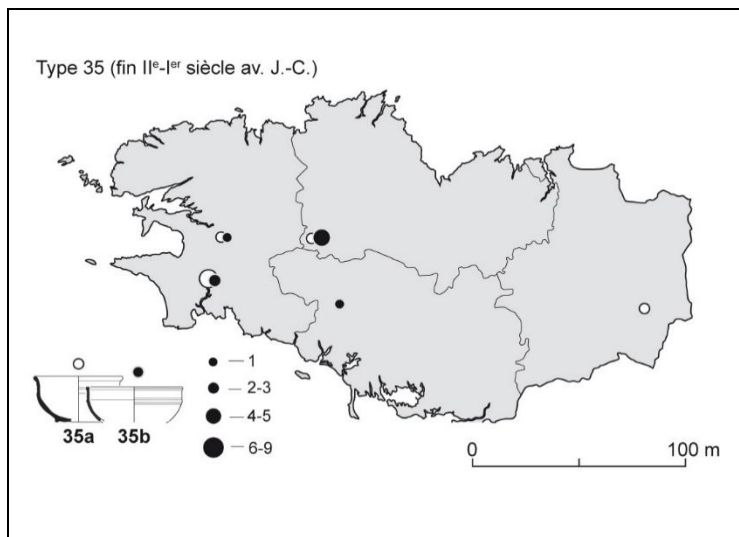 Type 35 (fin IIᵉ-Iᵉʳ siècle av. J.-C.)
1
2-3
4-5
6-9
35a 35b
0 100 m